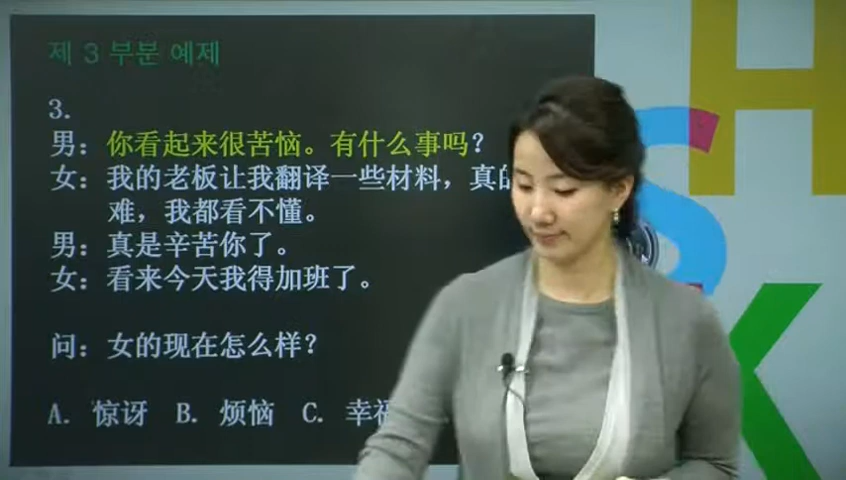 제 3 부분 예제
3.
男：你看起来很苦恼。有什么事吗？
女：我的老板让我翻译一些材料，真的
难，我都看不懂。
男：真是辛苦你了。
女：看来今天我得加班了。
问：女的现在怎么样？
A. 惊讶 B. 烦恼 C. 幸福
H
S
K